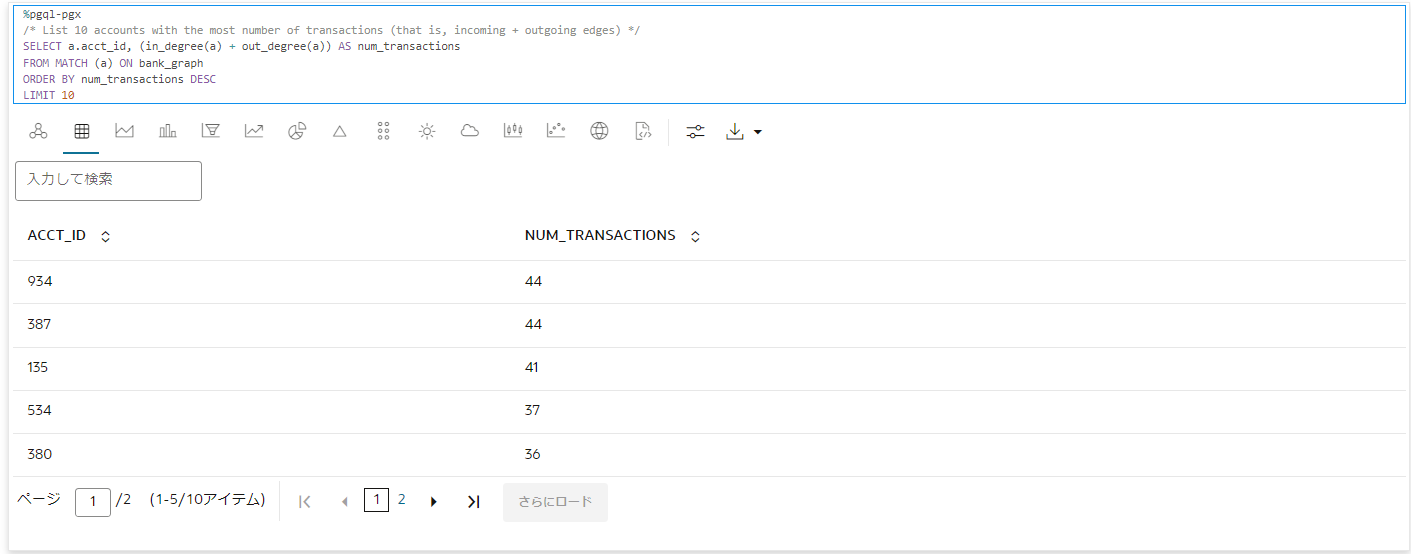 %pgql-pgx
/* List 10 accounts with the most number of transactions (that is, incoming + outgoing edges) */
SELECT a.acct_id, (in_degree(a) + out_degree(a)) AS num_transactions
FROM MATCH (a) ON bank_graph
ORDER BY num_transactions DESC
LIMIT 10
入力して検索
ACCT_ID NUM_TRANSACTIONS
934 44
387 44
135 41
534 37
380 36
ページ 1 /2 (1-5/10アイテム) 1 2 さらにロード